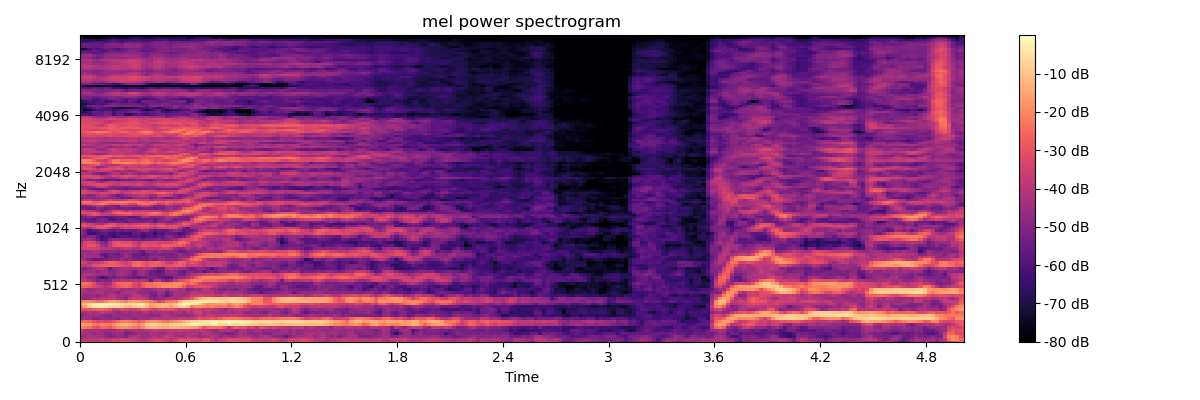 mel power spectrogram
8192
4096
2048
1024
512
0
Hz
0 0.6 1.2 1.8 2.4 3 3.6 4.2 4.8
Time
-10 dB
-20 dB
-30 dB
-40 dB
-50 dB
-60 dB
-70 dB
-80 dB